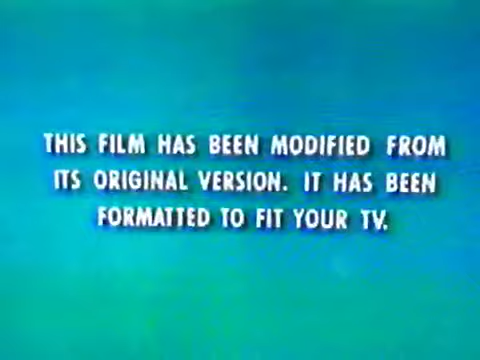 THIS FILM HAS BEEN MODIFIED FROM
ITS ORIGINAL VERSION. IT HAS BEEN
FORMATTED TO FIT YOUR TV.